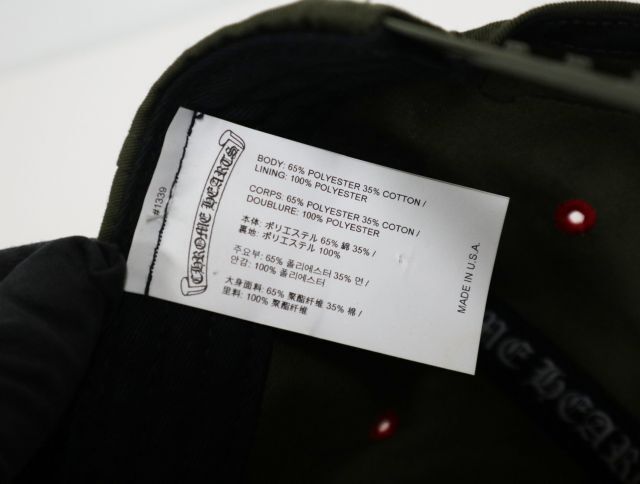 #1339
CHROME HEARTS
BODY: 65% POLYESTER 35% COTTON /
LINING: 100% POLYESTER
CORPS: 65% POLYESTER 35% COTON /
DOUBLURE: 100% POLYESTER
本体: ポリエステル 65% 綿 35% /
裏地: ポリエステル 100%
주요부: 65% 폴리에스터 35% 면 /
안감: 100% 폴리에스터
大身面料: 65% 聚酯纤维 35% 棉 /
里料: 100% 聚酯纤维
MADE IN U.S.A.
OME HEAR